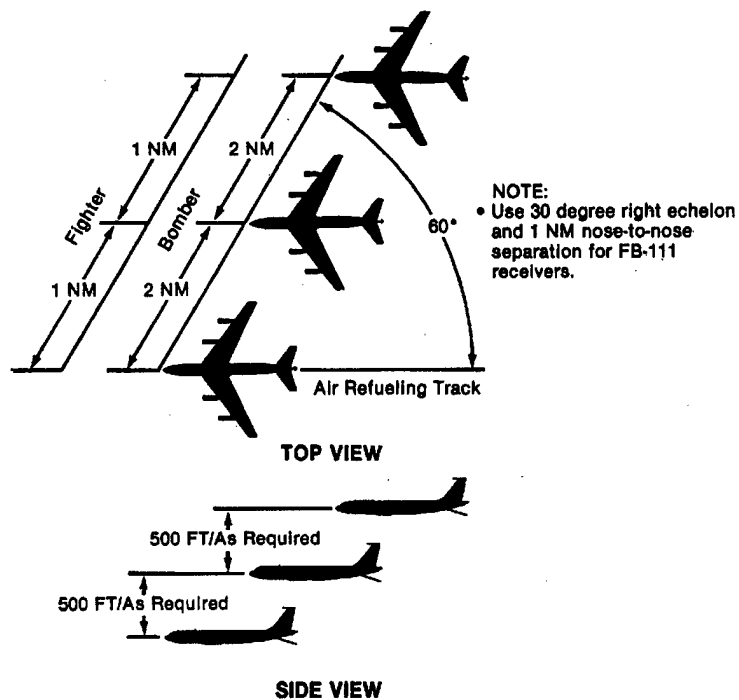 1 NM
2 NM
Fighter
Bomber
60°
NOTE:
• Use 30 degree right echelon
and 1 NM nose-to-nose
separation for FB-111
receivers.
1 NM
2 NM
Air Refueling Track
TOP VIEW
500 FT/As Required
500 FT/As Required
SIDE VIEW